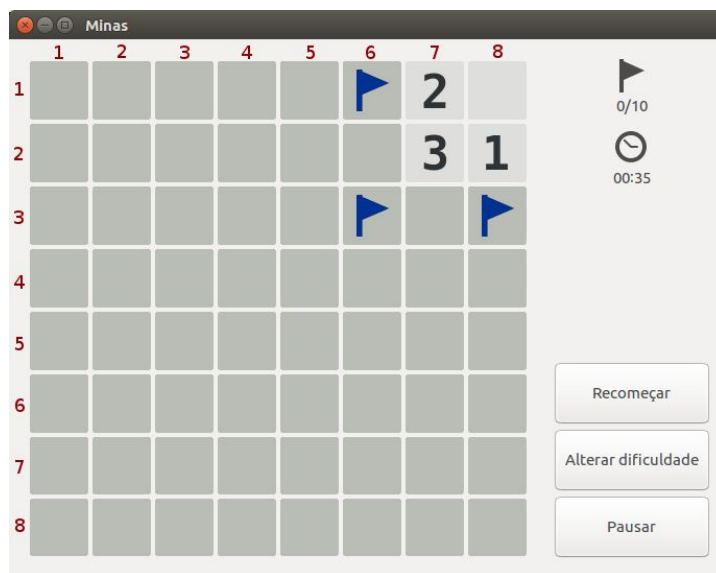 Minas
1 2 3 4 5 6 7 8
1 2
0/10
2 3 1
00:35
3
4
5
6
Recomeçar
7
Alterar dificuldade
8
Pausar